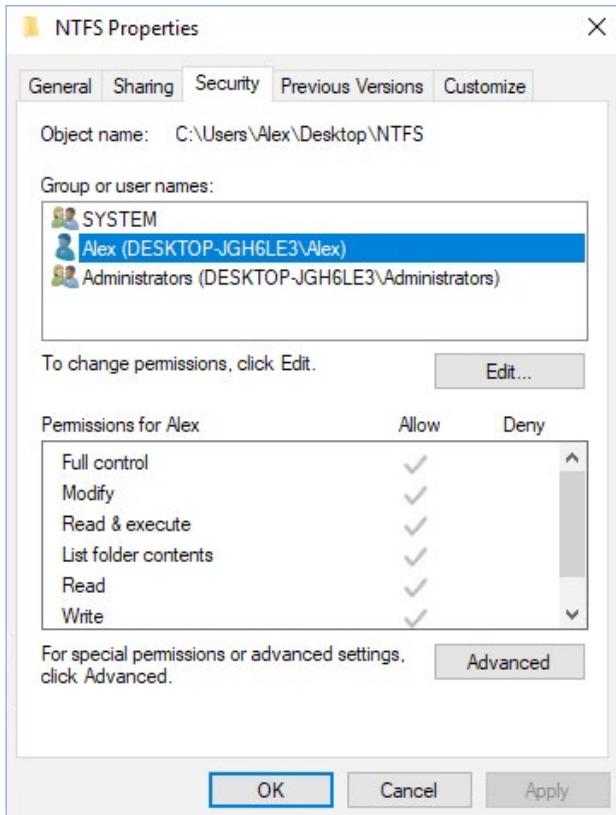 NTFS Properties
General Sharing Security Previous Versions Customize
Object name: C:\Users\Alex\Desktop\NTFS
Group or user names:
SYSTEM
Alex (DESKTOP-JGH6LE3\Alex)
Administrators (DESKTOP-JGH6LE3\Administrators)
To change permissions, click Edit.
Edit...
Permissions for Alex Allow Deny
Full control
Modify
Read & execute
List folder contents
Read
Write
For special permissions or advanced settings,
click Advanced.
Advanced
OK Cancel Apply